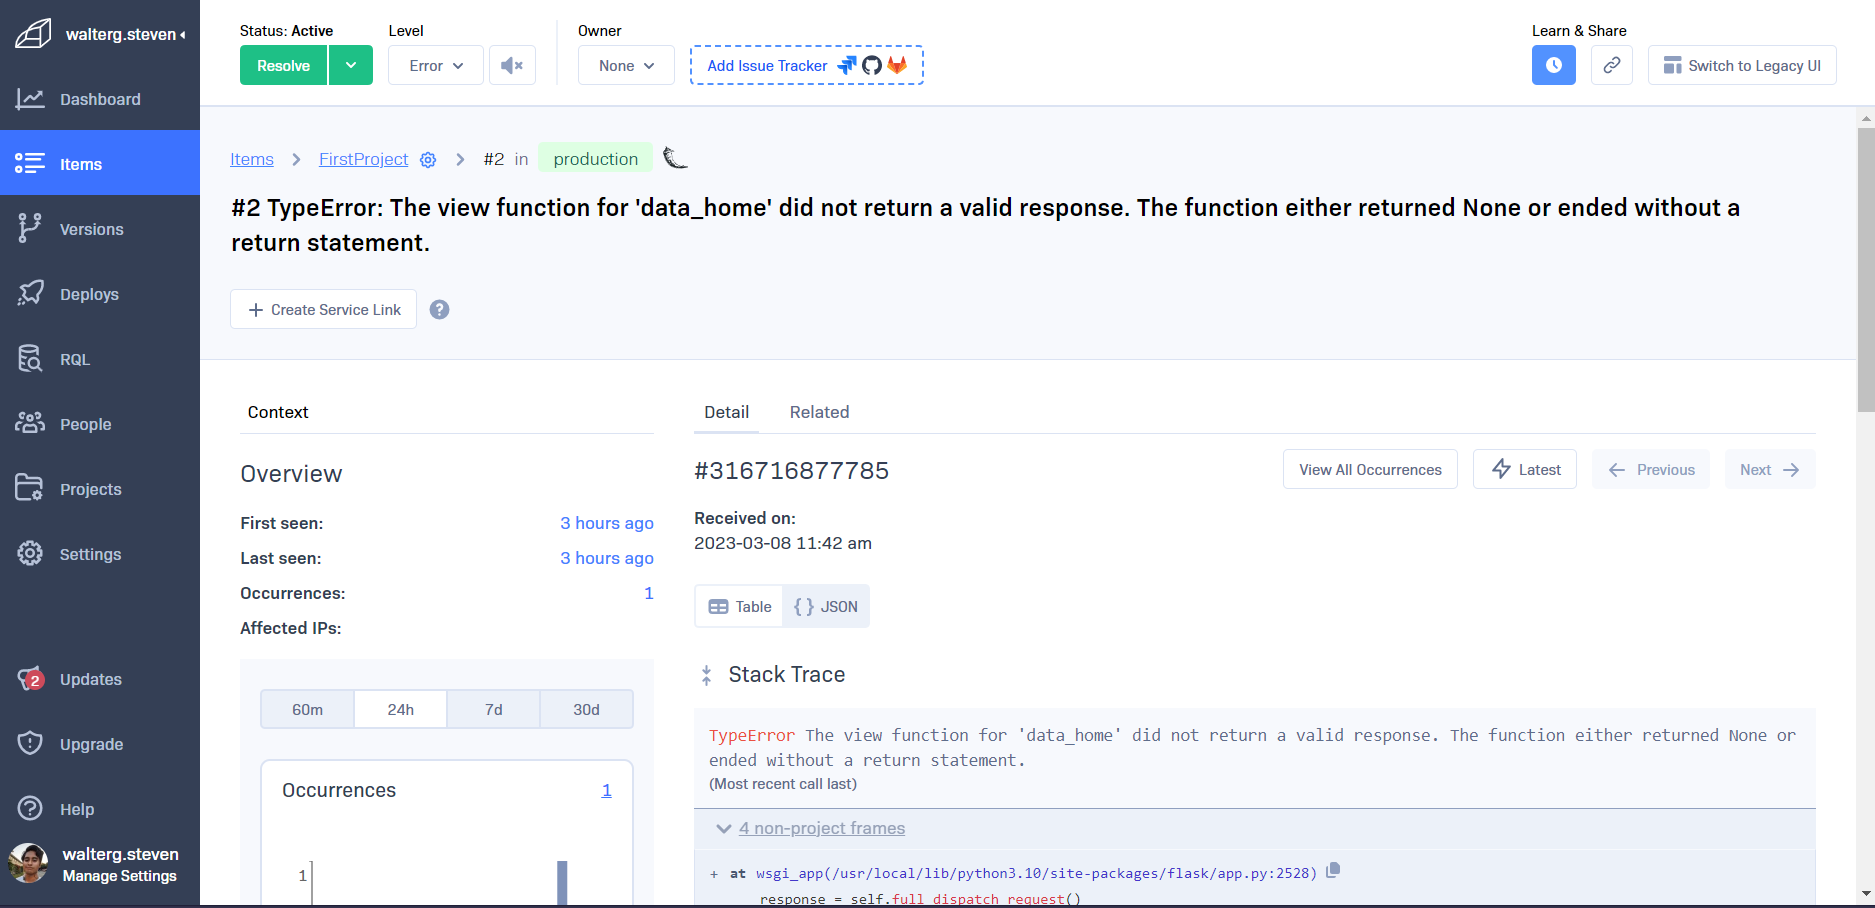 walterg.steven
Dashboard
Items
Versions
Deploys
RQL
People
Projects
Settings
2
Updates
Upgrade
Help
walterg.steven
Manage Settings
Status: Active
Level
Owner
Learn & Share
Resolve
Error
None
Add Issue Tracker
Switch to Legacy UI
Items > FirstProject > #2 in production
#2 TypeError: The view function for 'data_home' did not return a valid response. The function either returned None or ended without a
return statement.
+ Create Service Link ?
Context
Overview
First seen: 3 hours ago
Last seen: 3 hours ago
Occurrences: 1
Affected IPs:
60m 24h 7d 30d
Occurrences 1
1
Detail Related
#316716877785
View All Occurrences Latest Previous Next
Received on:
2023-03-08 11:42 am
Table { } JSON
Stack Trace
TypeError The view function for 'data_home' did not return a valid response. The function either returned None or
ended without a return statement.
(Most recent call last)
4 non-project frames
+ at wsgi_app(/usr/local/lib/python3.10/site-packages/flask/app.py:2528)
response = self.full_dispatch_request()